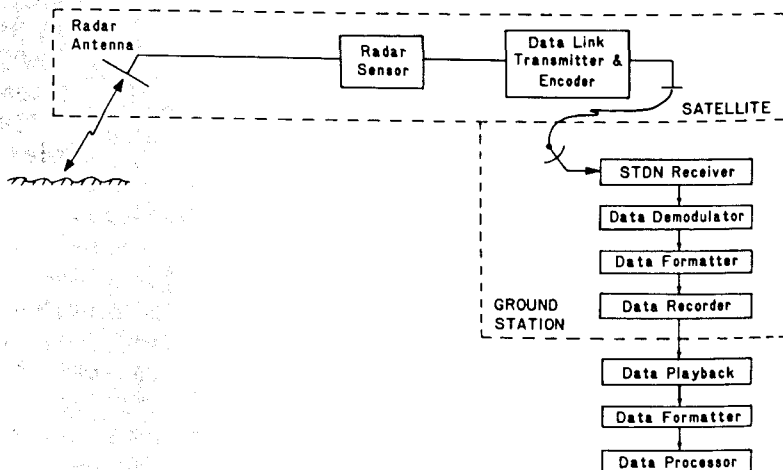 Radar
Antenna
Radar
Sensor
Data Link
Transmitter &
Encoder
SATELLITE
STDN Receiver
Data Demodulator
Data Formatter
GROUND
STATION
Data Recorder
Data Playback
Data Formatter
Data Processor